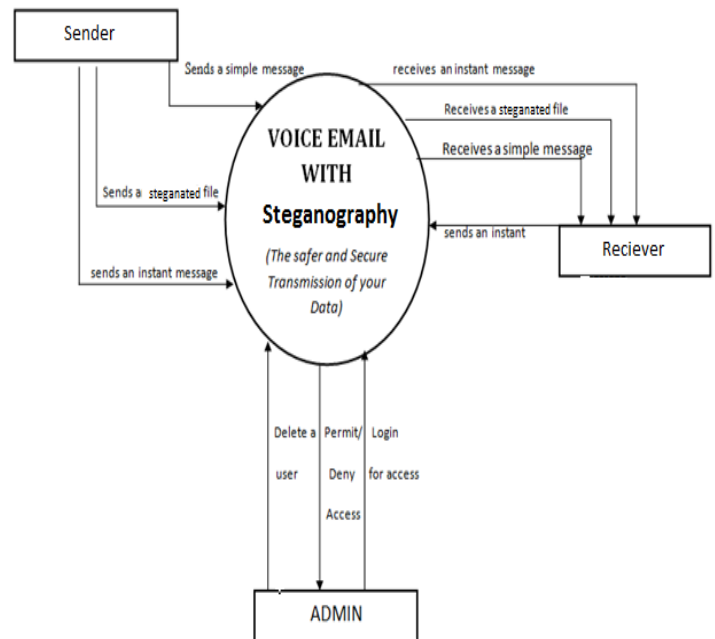 Sender
Sends a simple message
receives an instant message
Receives a steganated file
Receives a simple message
VOICE EMAIL
WITH
Steganography
(The safer and Secure
Transmission of your
Data)
Sends a steganated file
sends an instant message
sends an instant
Reciever
Delete a
user
Permit/
Deny
Access
Login
for access
ADMIN